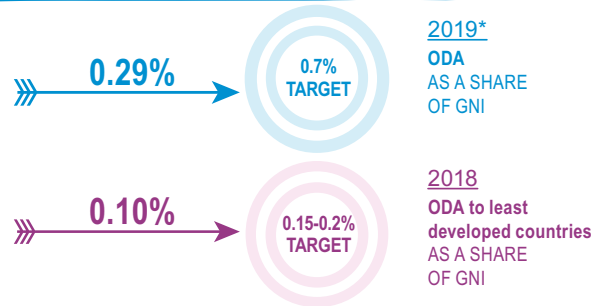 0.29%
0.7%
TARGET
2019*
ODA
AS A SHARE
OF GNI
0.10%
0.15-0.2%
TARGET
2018
ODA to least
developed countries
AS A SHARE
OF GNI